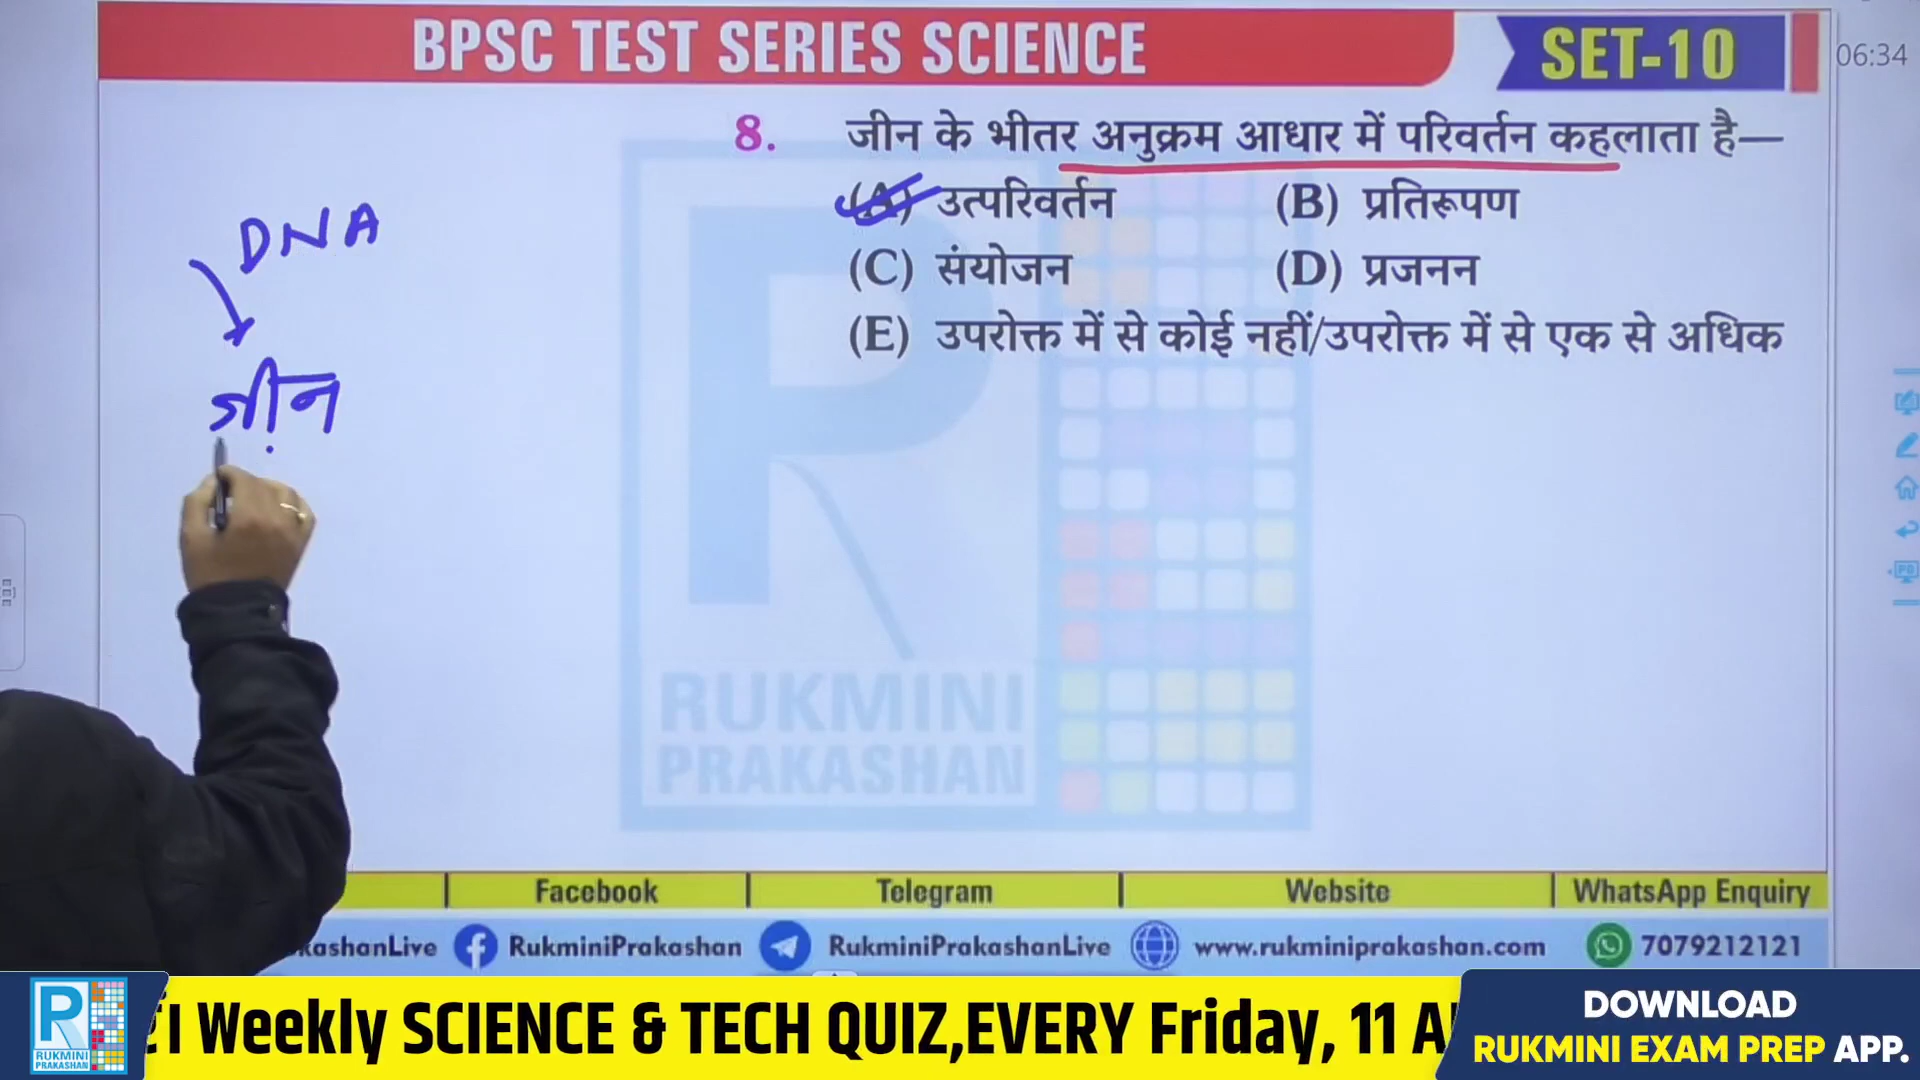 BPSC TEST SERIES SCIENCE
SET-10
06:34
8. जीन के भीतर अनुक्रम आधार में परिवर्तन कहलाता है—
(A) उत्परिवर्तन (B) प्रतिरूपण
(C) संयोजन (D) प्रजनन
(E) उपरोक्त में से कोई नहीं/उपरोक्त में से एक से अधिक
DNA
जीन
RUKMINI
PRAKASHAN
Facebook Telegram Website WhatsApp Enquiry
kashanLive RukminiPrakashan RukminiPrakashanLive www.rukminiprakashan.com 7079212121
RUKMINI
PRAKASHAN
Weekly SCIENCE & TECH QUIZ,EVERY Friday, 11
DOWNLOAD
RUKMINI EXAM PREP APP.